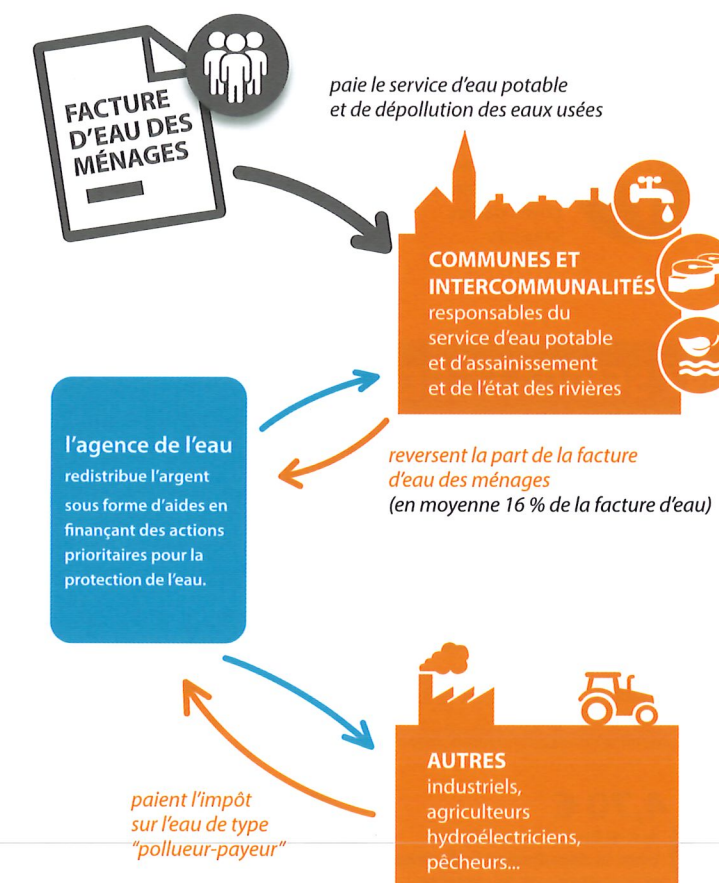 FACTURE
D'EAU DES
MÉNAGES
paie le service d'eau potable
et de dépollution des eaux usées
COMMUNES ET
INTERCOMMUNALITÉS
responsables du
service d'eau potable
et d'assainissement
et de l'état des rivières
l'agence de l'eau
redistribue l'argent
sous forme d'aides en
finançant des actions
prioritaires pour la
protection de l'eau.
reversent la part de la facture
d'eau des ménages
(en moyenne 16 % de la facture d'eau)
AUTRES
industriels,
agriculteurs
hydroélectriciens,
pêcheurs...
paient l'impôt
sur l'eau de type
"pollueur-payeur"